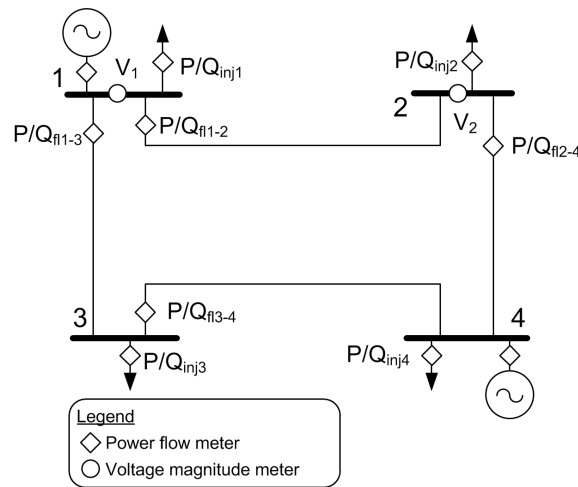 1
V1
P/Qinj1
P/Qinj2
P/Qfl1-3
P/Qfl1-2
2
V2
P/Qfl2-4
3
P/Qfl3-4
4
P/Qinj3
P/Qinj4
Legend
Power flow meter
Voltage magnitude meter